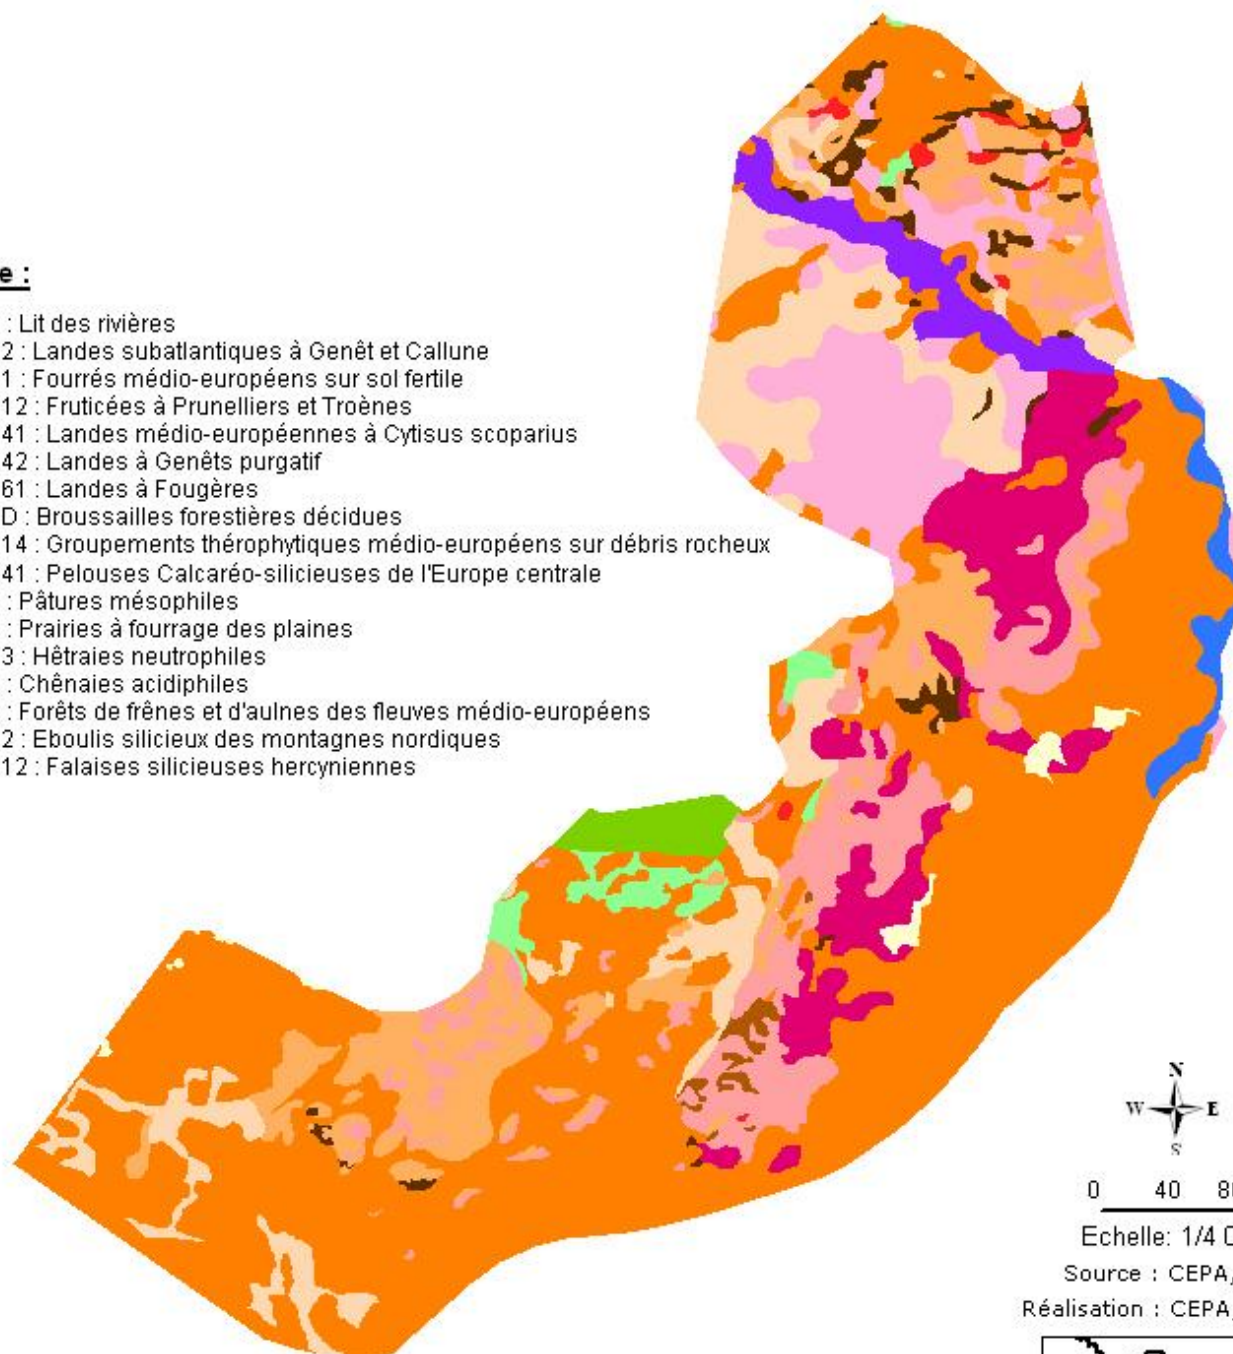 e :
: Lit des rivières
2 : Landes subatlantiques à Genêt et Callune
1 : Fourrés médio-européens sur sol fertile
12 : Fruticées à Prunelliers et Troènes
41 : Landes médio-européennes à Cytisus scoparius
42 : Landes à Genêts purgatif
61 : Landes à Fougères
D : Broussailles forestières décidues
14 : Groupements thérophytiques médio-européens sur débris rocheux
41 : Pelouses Calcaréo-silicieuses de l'Europe centrale
: Pâtures mésophiles
: Prairies à fourrage des plaines
3 : Hêtraies neutrophiles
: Chênaies acidiphiles
: Forêts de frênes et d'aulnes des fleuves médio-européens
2 : Eboulis silicieux des montagnes nordiques
12 : Falaises silicieuses hercyniennes
N
W E
S
0 40 8
Echelle: 1/4 0
Source : CEPA,
Réalisation : CEPA,